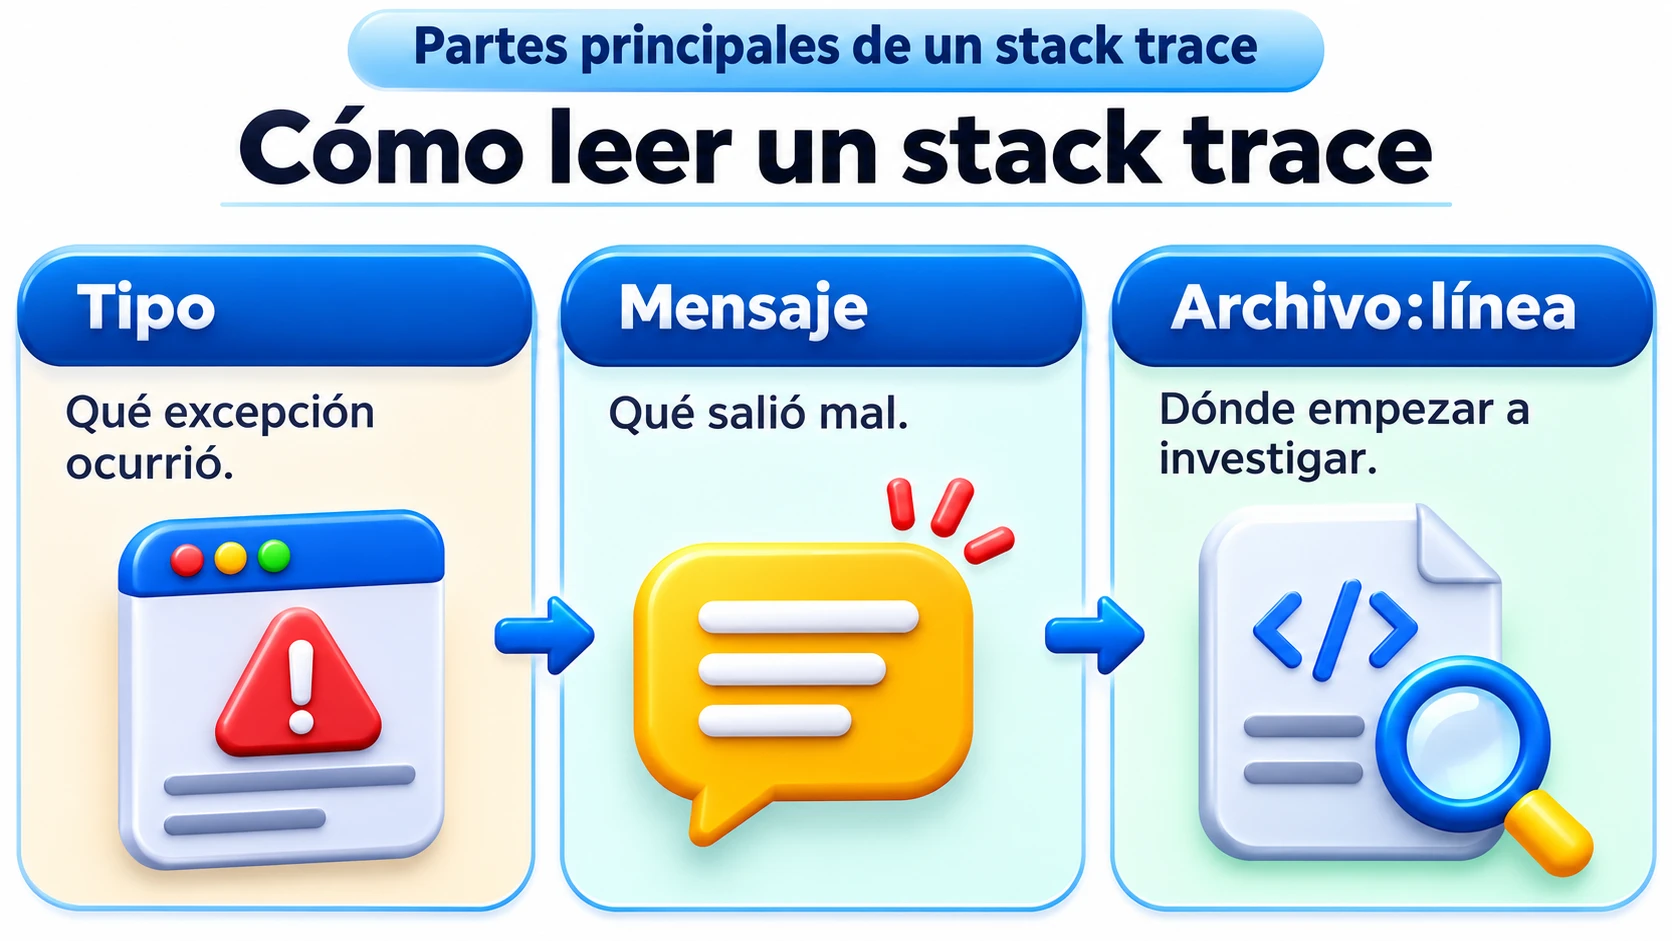 Partes principales de un stack trace
Cómo leer un stack trace
Tipo
Qué excepción
ocurrió.
Mensaje
Qué salió mal.
Archivo:línea
Dónde empezar a
investigar.